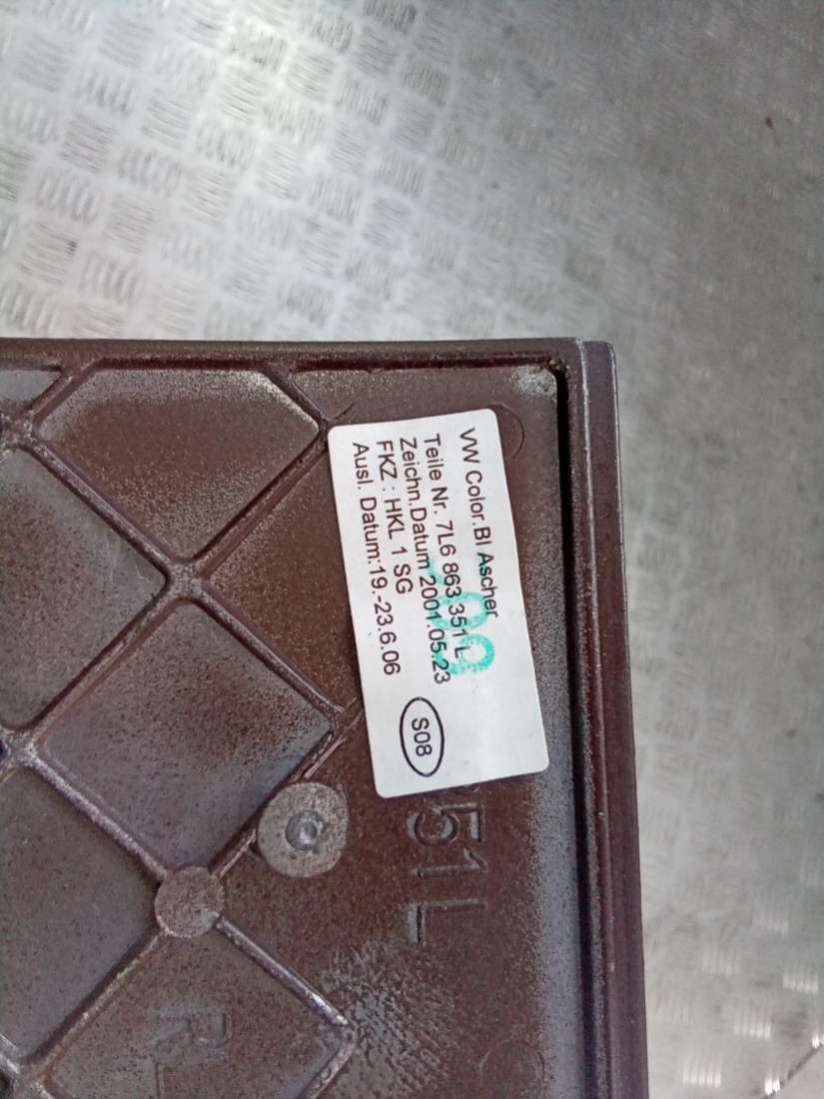 VW Color.Bl Ascher
Teile Nr. 7L6 863 351 L
Zeichn.Datum 2001.05.23
FKZ : HKL 1 SG
Ausl. Datum:19.-23.6.06
S08
51 L